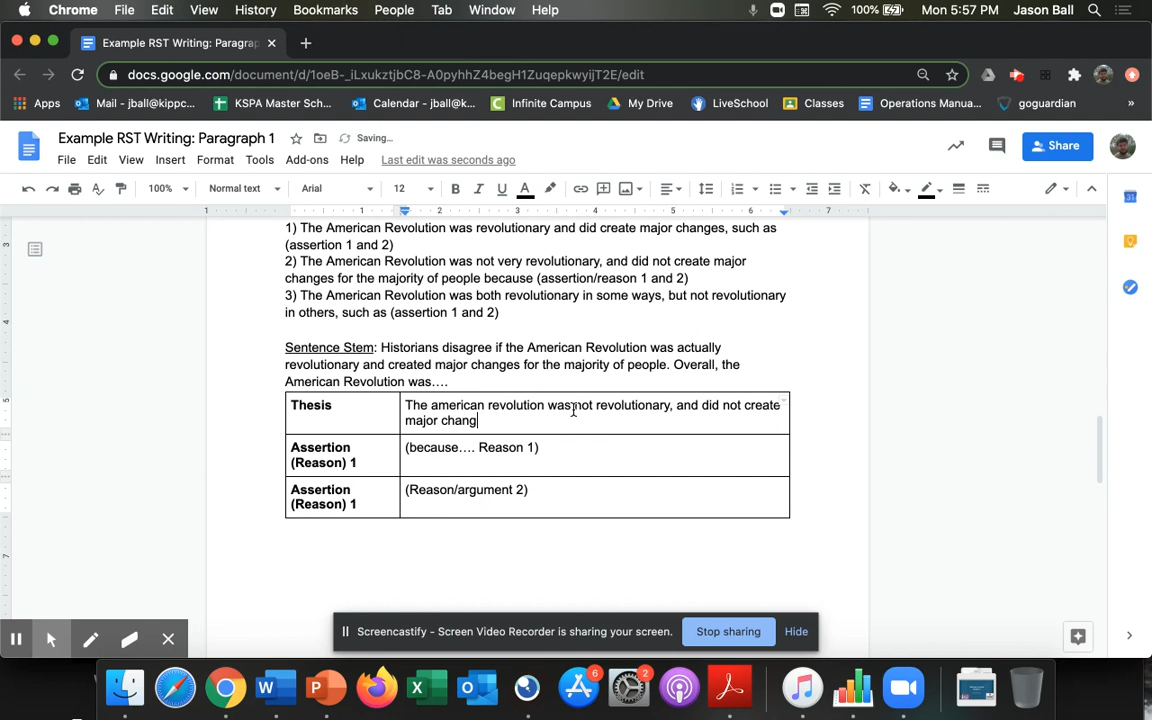 Chrome File Edit View History Bookmarks People Tab Window Help 100% Mon 5:57 PM Jason Ball
Example RST Writing: Paragrap
docs.google.com/document/d/1oeB-_iLxukztjbC8-A0pyhhZ4begH1ZuqepkwyijT2E/edit
Apps Mail - jball@kippc... KSPA Master Sch... Calendar - jball@k... Infinite Campus My Drive LiveSchool Classes Operations Manua... goguardian
Example RST Writing: Paragraph 1 Saving...
File Edit View Insert Format Tools Add-ons Help Last edit was seconds ago
Share
100% Normal text Arial 12
1 1 2 3 4 5 6 7
1) The American Revolution was revolutionary and did create major changes, such as
(assertion 1 and 2)
2) The American Revolution was not very revolutionary, and did not create major
changes for the majority of people because (assertion/reason 1 and 2)
3) The American Revolution was both revolutionary in some ways, but not revolutionary
in others, such as (assertion 1 and 2)
Sentence Stem: Historians disagree if the American Revolution was actually
revolutionary and created major changes for the majority of people. Overall, the
American Revolution was….
Thesis The american revolution was not revolutionary, and did not create
major chang
Assertion (because…. Reason 1)
(Reason) 1
Assertion (Reason/argument 2)
(Reason) 1
Screencastify - Screen Video Recorder is sharing your screen. Stop sharing Hide
6 2